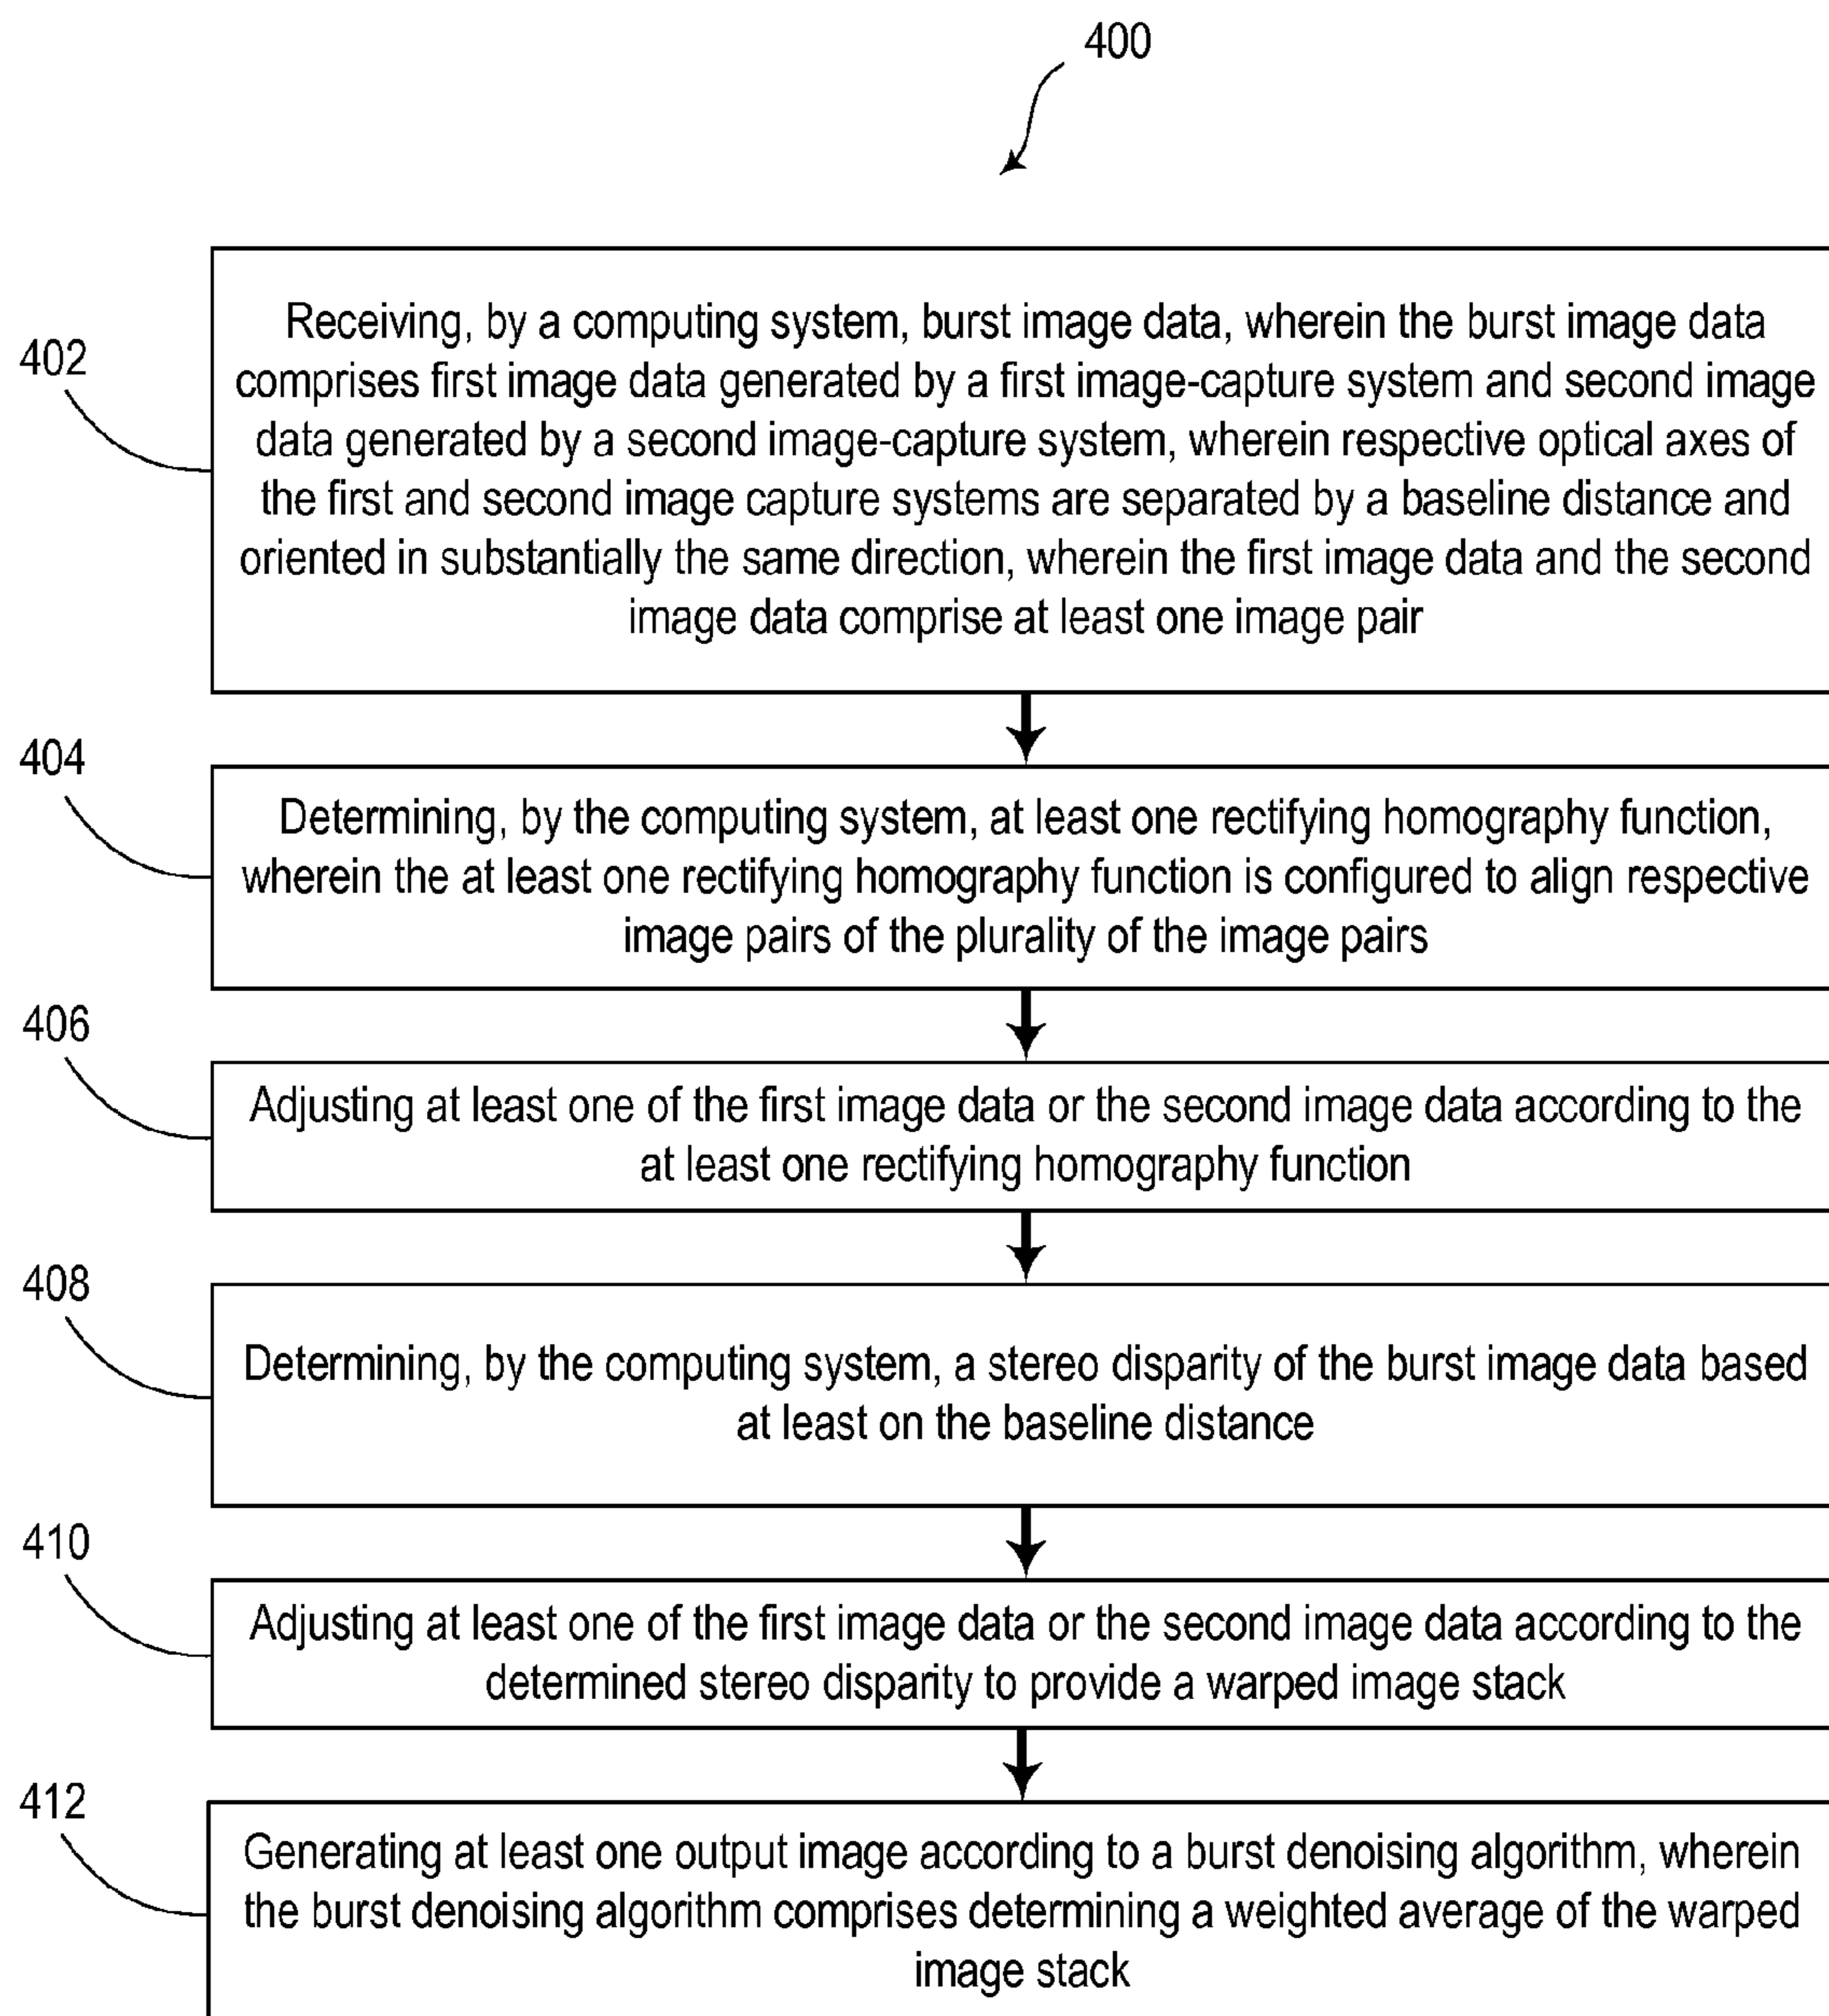 400
402
Receiving, by a computing system, burst image data, wherein the burst image data
comprises first image data generated by a first image-capture system and second image
data generated by a second image-capture system, wherein respective optical axes of
the first and second image capture systems are separated by a baseline distance and
oriented in substantially the same direction, wherein the first image data and the second
image data comprise at least one image pair
404
Determining, by the computing system, at least one rectifying homography function,
wherein the at least one rectifying homography function is configured to align respective
image pairs of the plurality of the image pairs
406
Adjusting at least one of the first image data or the second image data according to the
at least one rectifying homography function
408
Determining, by the computing system, a stereo disparity of the burst image data based
at least on the baseline distance
410
Adjusting at least one of the first image data or the second image data according to the
determined stereo disparity to provide a warped image stack
412
Generating at least one output image according to a burst denoising algorithm, wherein
the burst denoising algorithm comprises determining a weighted average of the warped
image stack